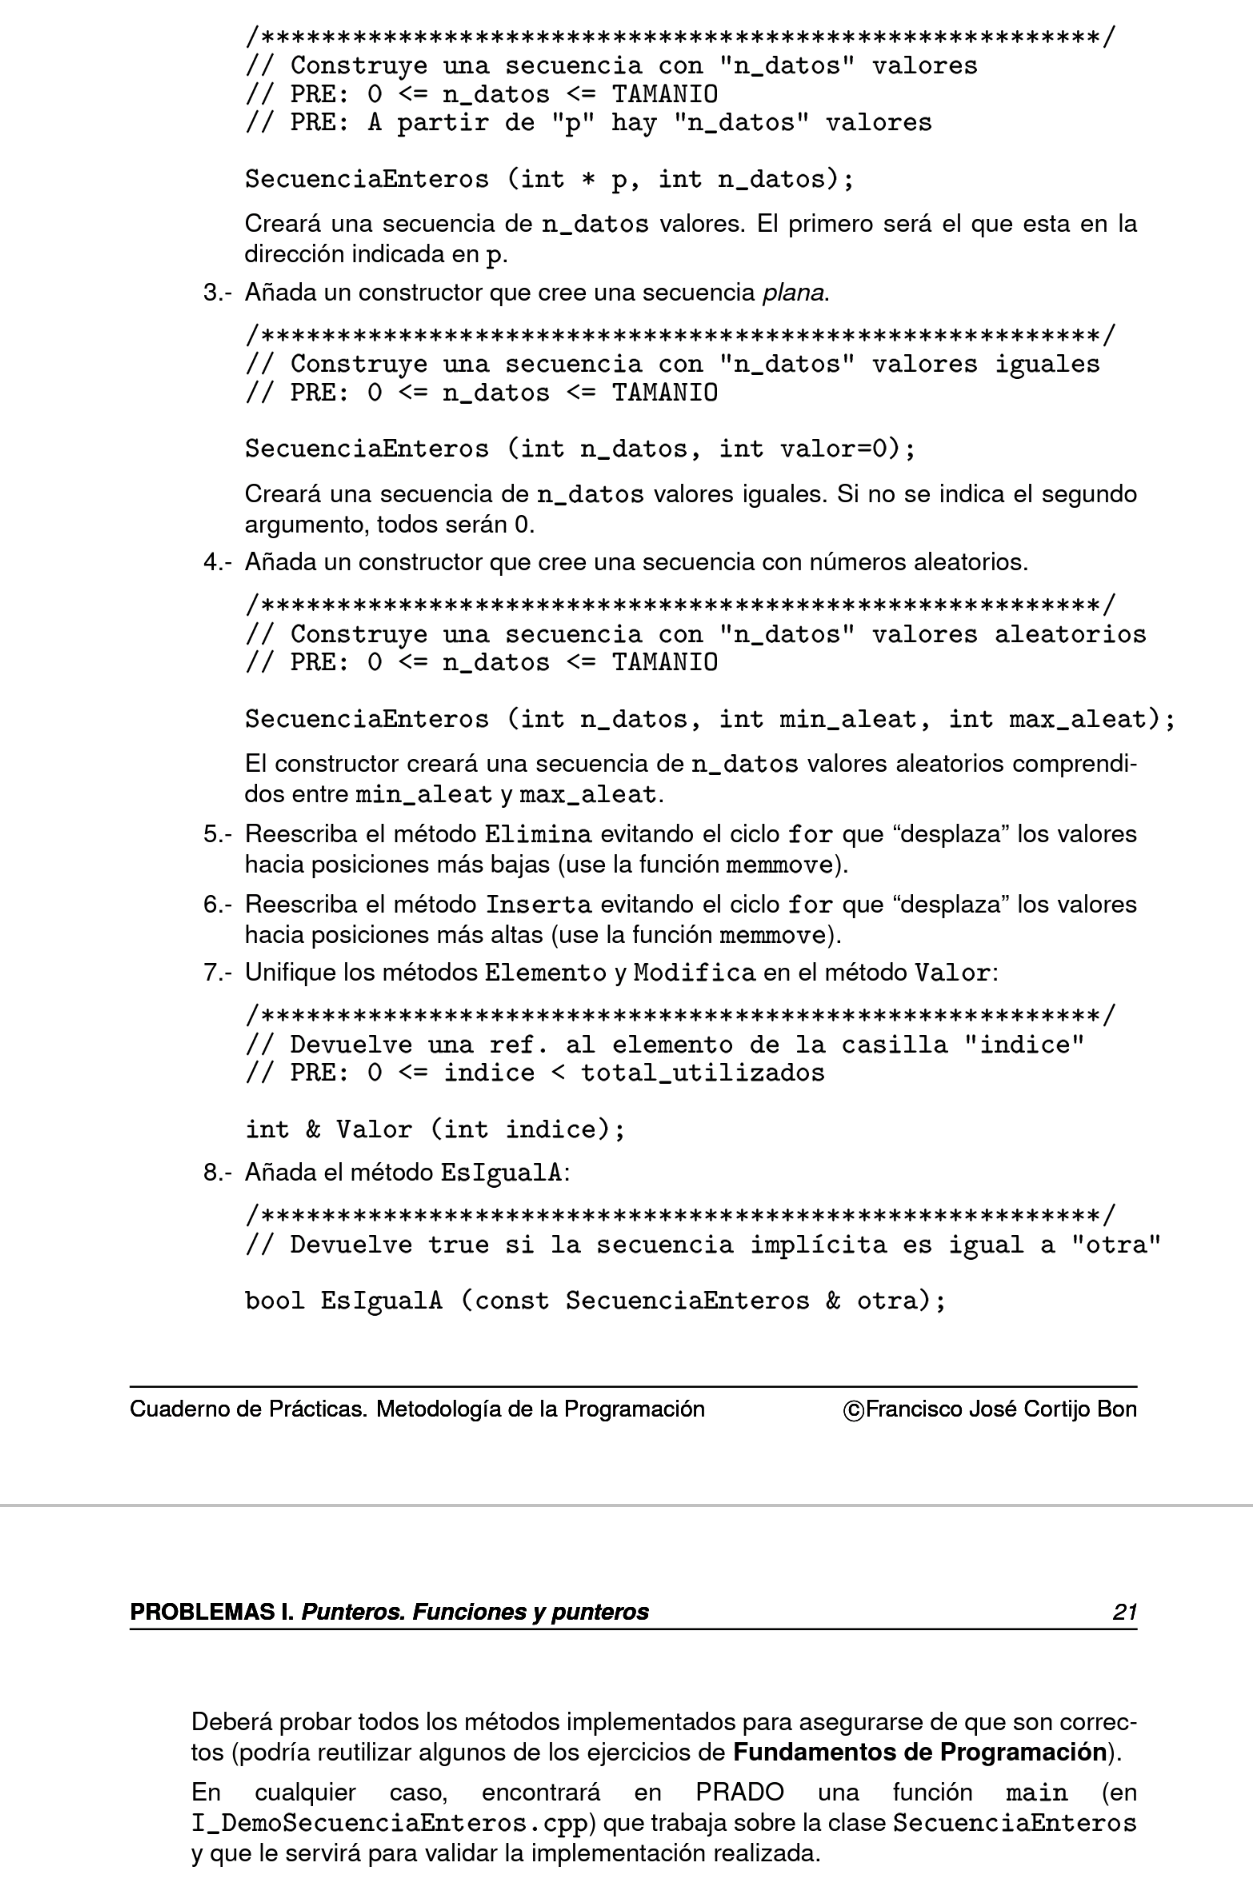 /*******************************************************/
// Construye una secuencia con "n_datos" valores
// PRE: 0 <= n_datos <= TAMANIO
// PRE: A partir de "p" hay "n_datos" valores
SecuenciaEnteros (int * p, int n_datos);
Creará una secuencia de n_datos valores. El primero será el que esta en la
dirección indicada en p.
3.- Añada un constructor que cree una secuencia plana.
/*******************************************************/
// Construye una secuencia con "n_datos" valores iguales
// PRE: 0 <= n_datos <= TAMANIO
SecuenciaEnteros (int n_datos, int valor=0);
Creará una secuencia de n_datos valores iguales. Si no se indica el segundo
argumento, todos serán 0.
4.- Añada un constructor que cree una secuencia con números aleatorios.
/*******************************************************/
// Construye una secuencia con "n_datos" valores aleatorios
// PRE: 0 <= n_datos <= TAMANIO
SecuenciaEnteros (int n_datos, int min_aleat, int max_aleat);
El constructor creará una secuencia de n_datos valores aleatorios comprendi-
dos entre min_aleat y max_aleat.
5.- Reescriba el método Elimina evitando el ciclo for que “desplaza” los valores
hacia posiciones más bajas (use la función memmove).
6.- Reescriba el método Inserta evitando el ciclo for que “desplaza” los valores
hacia posiciones más altas (use la función memmove).
7.- Unifique los métodos Elemento y Modifica en el método Valor:
/*******************************************************/
// Devuelve una ref. al elemento de la casilla "indice"
// PRE: 0 <= indice < total_utilizados
int & Valor (int indice);
8.- Añada el método EsIgualA:
/*******************************************************/
// Devuelve true si la secuencia implícita es igual a "otra"
bool EsIgualA (const SecuenciaEnteros & otra);
Cuaderno de Prácticas. Metodología de la Programación ©Francisco José Cortijo Bon
PROBLEMAS I. Punteros. Funciones y punteros 21
Deberá probar todos los métodos implementados para asegurarse de que son correc-
tos (podría reutilizar algunos de los ejercicios de Fundamentos de Programación).
En cualquier caso, encontrará en PRADO una función main (en
I_DemoSecuenciaEnteros.cpp) que trabaja sobre la clase SecuenciaEnteros
y que le servirá para validar la implementación realizada.